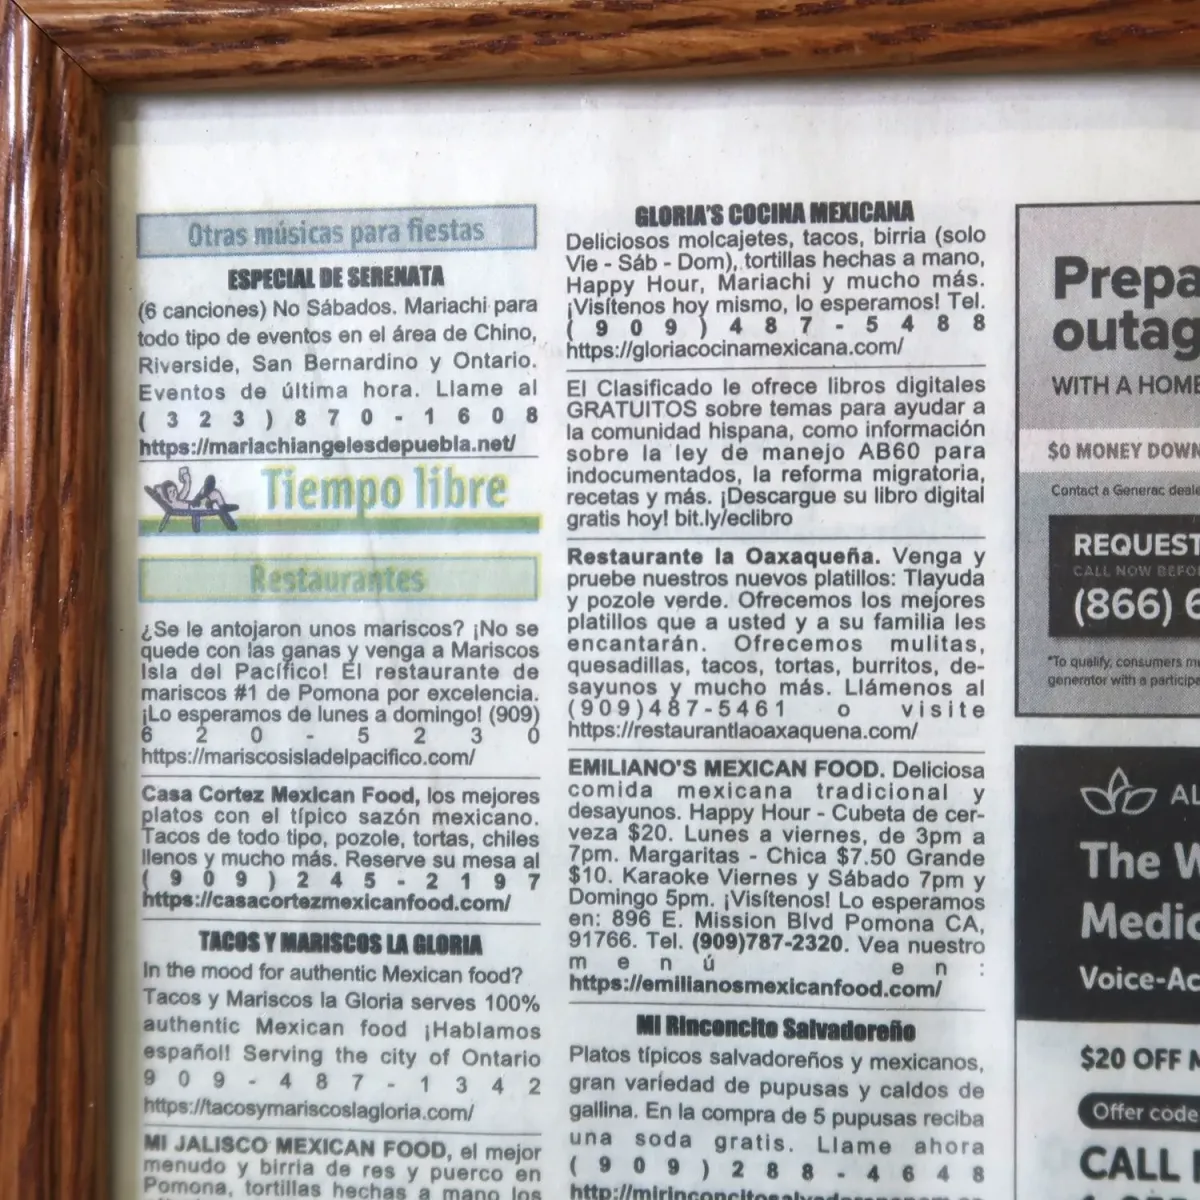 Otras músicas para fiestas
ESPECIAL DE SERENATA
(6 canciones) No Sábados. Mariachi para
todo tipo de eventos en el área de Chino,
Riverside, San Bernardino y Ontario.
Eventos de última hora. Llame al
(323)870-1608
https://mariachiangelesdepuebla.net/
Tiempo libre
Restaurantes
¿Se le antojaron unos mariscos? ¡No se
quede con las ganas y venga a Mariscos
Isla del Pacífico! El restaurante de
mariscos #1 de Pomona por excelencia.
¡Lo esperamos de lunes a domingo! (909)
620-5230
https://mariscosisladelpacifico.com/
Casa Cortez Mexican Food, los mejores
platos con el típico sazón mexicano.
Tacos de todo tipo, pozole, tortas, chiles
llenos y mucho más. Reserve su mesa al
(909)245-2197
https://casacortezmexicanfood.com/
TACOS Y MARISCOS LA GLORIA
In the mood for authentic Mexican food?
Tacos y Mariscos la Gloria serves 100%
authentic Mexican food ¡Hablamos
español! Serving the city of Ontario
909-487-1342
https://tacosymariscoslagloria.com/
MI JALISCO MEXICAN FOOD, el mejor
menudo y birria de res y puerco en
Pomona, tortillas hechas a mano los
GLORIA'S COCINA MEXICANA
Deliciosos molcajetes, tacos, birria (solo
Vie - Sáb - Dom), tortillas hechas a mano,
Happy Hour, Mariachi y mucho más.
¡Visítenos hoy mismo, lo esperamos! Tel.
(909)487-5488
https://gloriacocinamexicana.com/
El Clasificado le ofrece libros digitales
GRATUITOS sobre temas para ayudar a
la comunidad hispana, como información
sobre la ley de manejo AB60 para
indocumentados, la reforma migratoria,
recetas y más. ¡Descargue su libro digital
gratis hoy! bit.ly/eclibro
Restaurante la Oaxaqueña. Venga y
pruebe nuestros nuevos platillos: Tlayuda
y pozole verde. Ofrecemos los mejores
platillos que a usted y a su familia les
encantarán. Ofrecemos mulitas,
quesadillas, tacos, tortas, burritos, de-
sayunos y mucho más. Llámenos al
(909)487-5461 o visite
https://restaurantlaoaxaquena.com/
EMILIANO'S MEXICAN FOOD. Deliciosa
comida mexicana tradicional y
desayunos. Happy Hour - Cubeta de cer-
veza $20. Lunes a viernes, de 3pm a
7pm. Margaritas - Chica $7.50 Grande
$10. Karaoke Viernes y Sábado 7pm y
Domingo 5pm. ¡Visítenos! Lo esperamos
en: 896 E. Mission Blvd Pomona CA,
91766. Tel. (909)787-2320. Vea nuestro
menú en:
https://emilianosmexicanfood.com/
Mi Rinconcito Salvadoreño
Platos típicos salvadoreños y mexicanos,
gran variedad de pupusas y caldos de
gallina. En la compra de 5 pupusas reciba
una soda gratis. Llame ahora
(909)288-4648
Prepa
outag
WITH A HOME
$0 MONEY DOWN
Contact a Generac deale
REQUEST
CALL NOW BEFO
(866) 6
*To qualify, consumers m
generator with a participa
AL
The W
Medic
Voice-Ac
$20 OFF M
Offer code
CALL